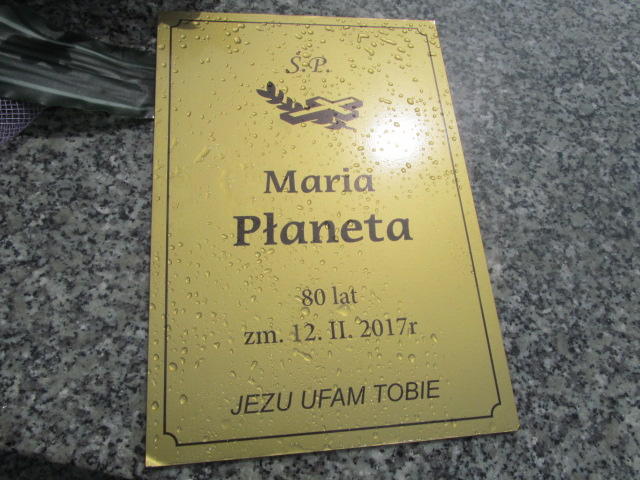 Ś.P.
Maria
Płaneta
80 lat
zm. 12. II. 2017r
JEZU UFAM TOBIE